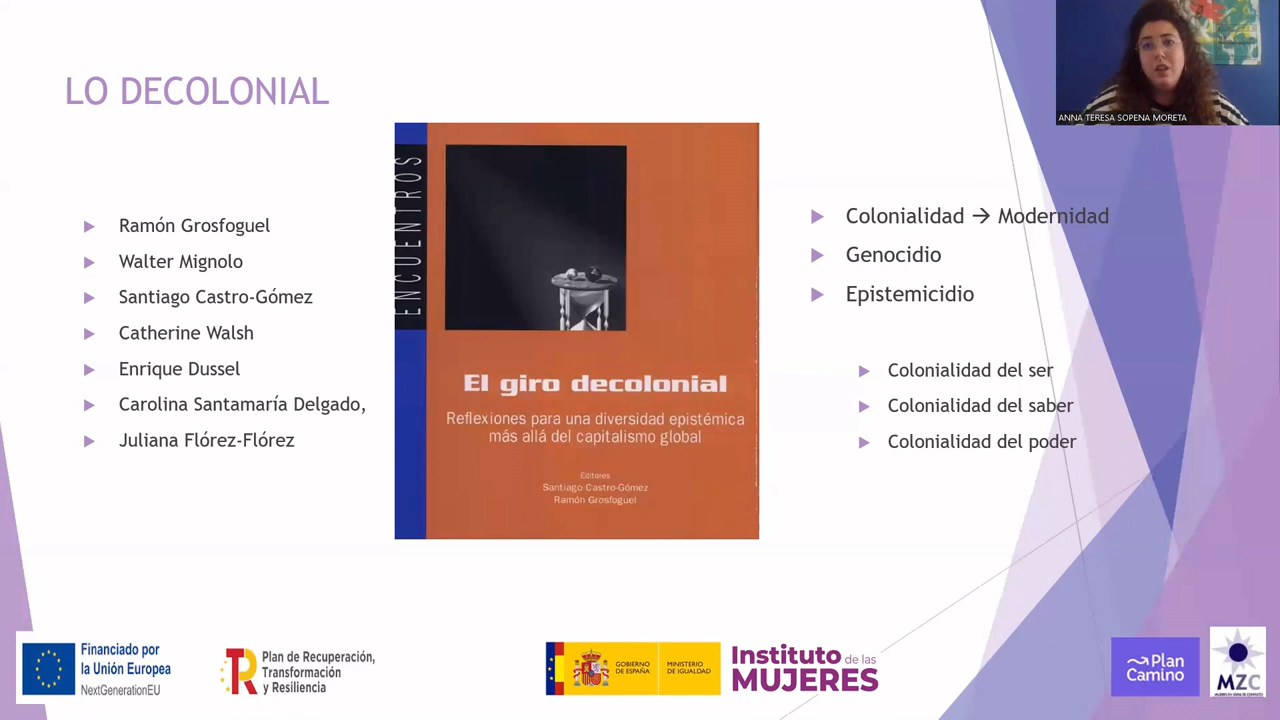 LO DECOLONIAL
ANNA TERESA SOPENA MORETA
Ramón Grosfoguel
Walter Mignolo
Santiago Castro-Gómez
Catherine Walsh
Enrique Dussel
Carolina Santamaría Delgado,
Juliana Flórez-Flórez
ENCUENTROS
El giro decolonial
Reflexiones para una diversidad epistémica
más allá del capitalismo global
Editores
Santiago Castro-Gómez
Ramón Grosfoguel
Colonialidad → Modernidad
Genocidio
Epistemicidio
Colonialidad del ser
Colonialidad del saber
Colonialidad del poder
Financiado por
la Unión Europea
NextGenerationEU
Plan de Recuperación,
Transformación
y Resiliencia
GOBIERNO
DE ESPAÑA
MINISTERIO
DE IGUALDAD
Instituto de las
MUJERES
Plan
Camino
MZC